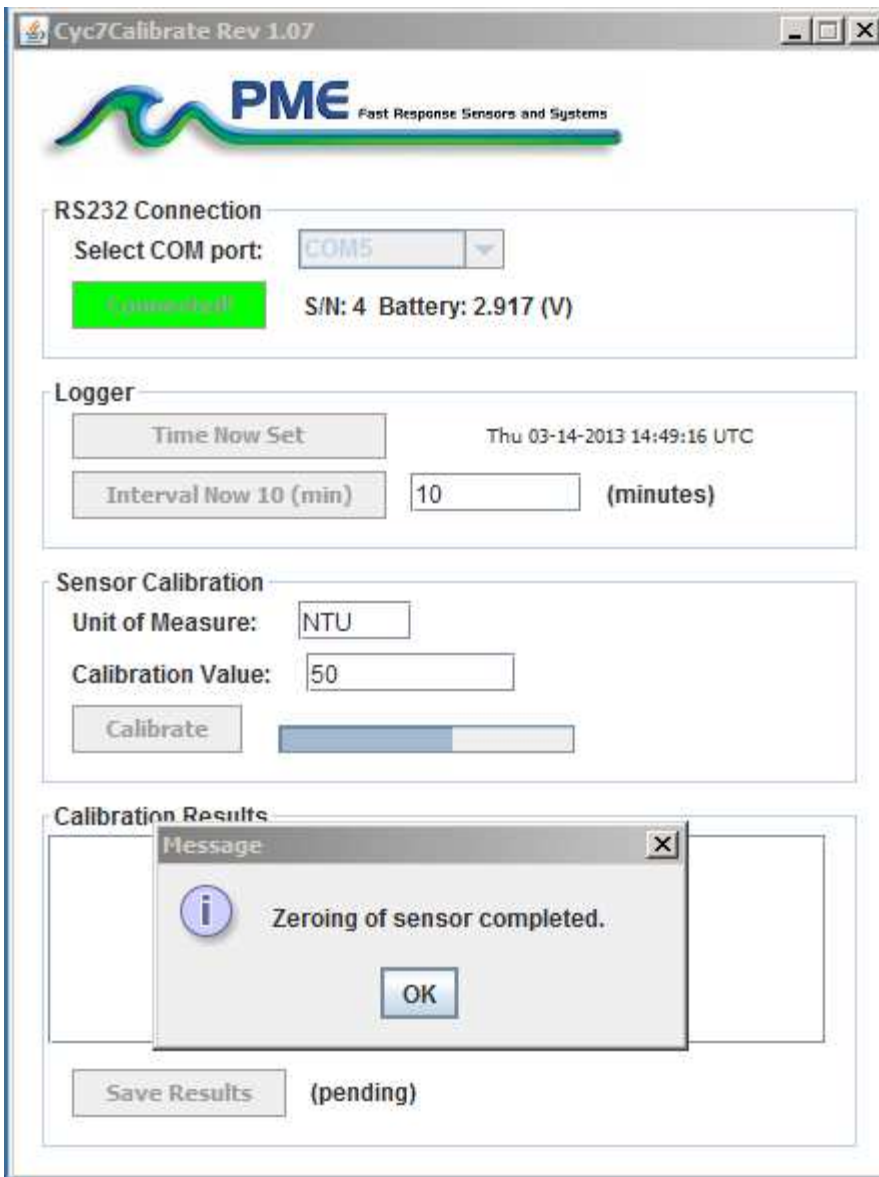 Cyc7Calibrate Rev 1.07
PME Fast Response Sensors and Systems
RS232 Connection
Select COM port: COM5
Connected! S/N: 4 Battery: 2.917 (V)
Logger
Time Now Set Thu 03-14-2013 14:49:16 UTC
Interval Now 10 (min) 10 (minutes)
Sensor Calibration
Unit of Measure: NTU
Calibration Value: 50
Calibrate
Calibration Results
Message
Zeroing of sensor completed.
OK
Save Results (pending)